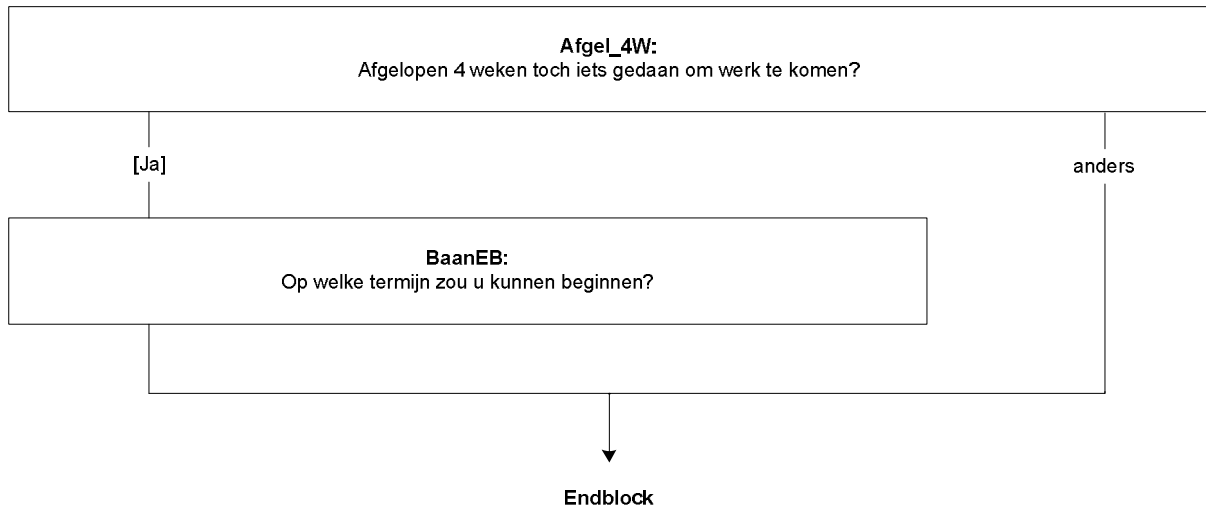 Afgel_4W:
Afgelopen 4 weken toch iets gedaan om werk te komen?
[Ja]
anders
BaanEB:
Op welke termijn zou u kunnen beginnen?
Endblock